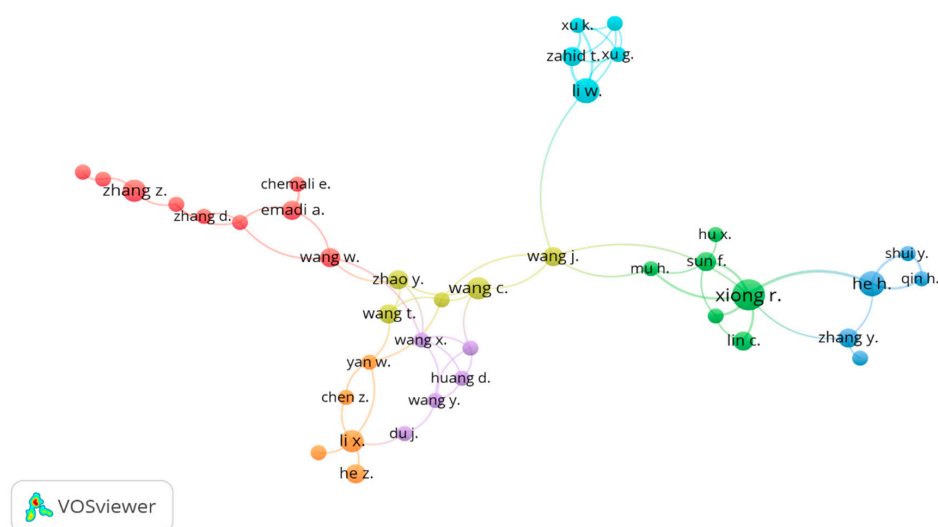 xu k.
zahid t.
xu g.
li w.
zhang z.
chemali e.
emadi a.
zhang d.
wang w.
hu x.
shui y.
wang j.
sun f.
mu h.
he h.
qin h.
zhao y.
wang c.
xiong r.
wang t.
wang x.
lin c.
zhang y.
yan w.
huang d.
chen z.
wang y.
du j.
li x.
he z.
VOSviewer